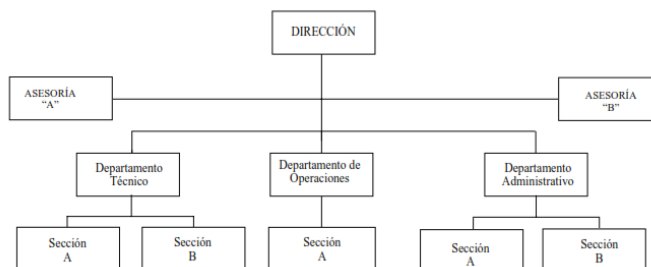 DIRECCIÓN
ASESORÍA
"A"
ASESORÍA
"B"
Departamento
Técnico
Departamento de
Operaciones
Departamento
Administrativo
Sección
A
Sección
B
Sección
A
Sección
A
Sección
B